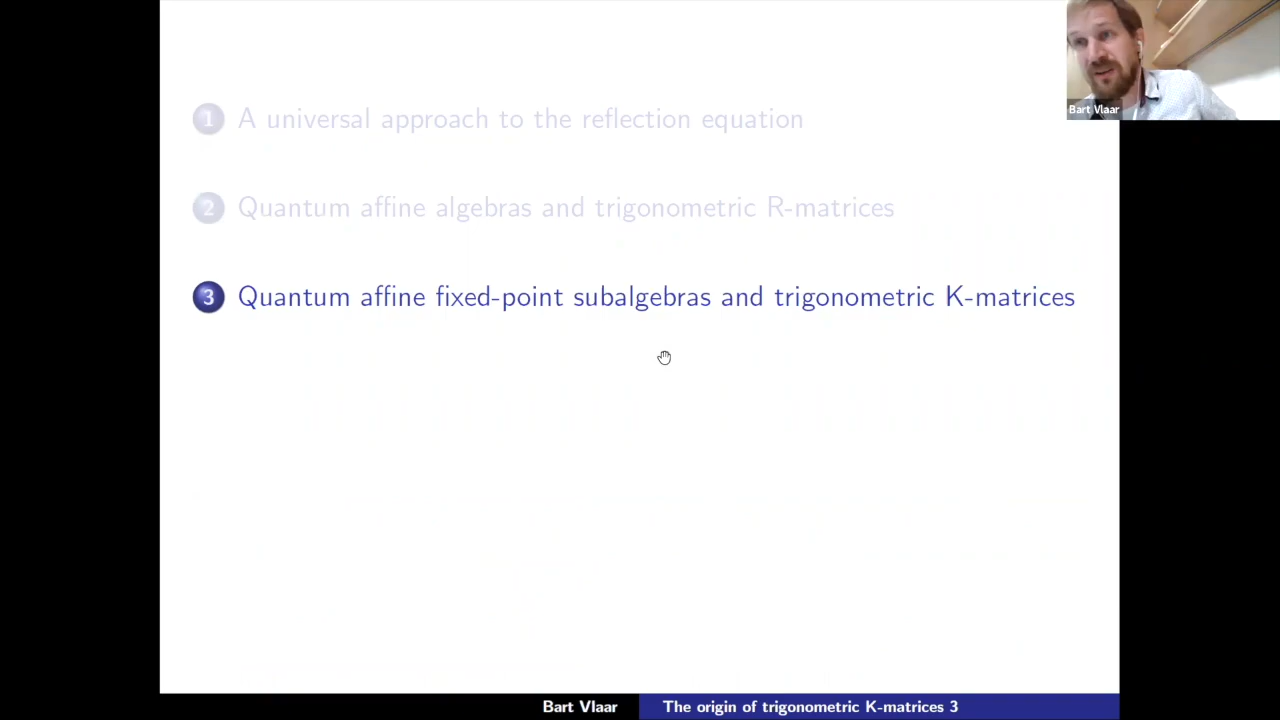 1 A universal approach to the reflection equation
Bart Vlaar
2 Quantum affine algebras and trigonometric R-matrices
3 Quantum affine fixed-point subalgebras and trigonometric K-matrices
Bart Vlaar The origin of trigonometric K-matrices 3